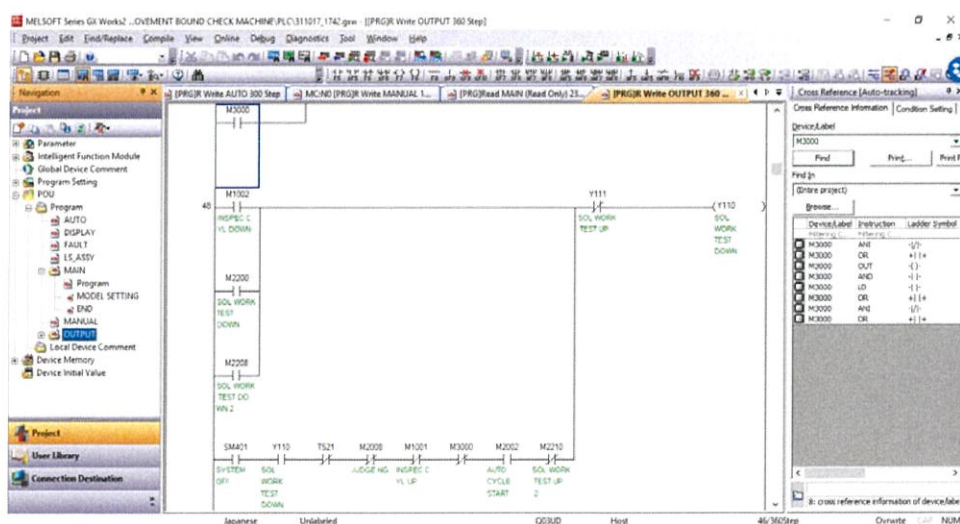 MELSOFT Series GX Works2 ...OVEMENT BOUND CHECK MACHINE\PLC\311017_1742.gxw - [[PRG]R Write OUTPUT 360 Step]
Project Edit Find/Replace Compile View Online Debug Diagnostics Tool Window Help
Navigation
[PRG]R Write AUTO 300 Step
MC:N0 [PRG]R Write MANUAL 1...
[PRG]Read MAIN (Read Only) 23...
[PRG]R Write OUTPUT 360 ...
Cross Reference [Auto-tracking]
Project
Parameter
Intelligent Function Module
Global Device Comment
Program Setting
POU
Program
AUTO
DISPLAY
FAULT
LS_ASSY
MAIN
Program
MODEL SETTING
END
MANUAL
OUTPUT
Local Device Comment
Device Memory
Device Initial Value
Project
User Library
Connection Destination
M3000
48
M1002
INSPEC C
YL DOWN
Y111
SOL WORK
TEST UP
Y110
SOL
WORK
TEST
DOWN
M2200
SOL WORK
TEST
DOWN
M2208
SOL WORK
TEST DO
WN 2
SM401 Y110 T521 M2008 M1001 M3000 M2002 M2210
SYSTEM SOL JUDGE NG INSPEC C AUTO SOL WORK
OFF WORK YL UP CYCLE TEST UP
TEST START 2
DOWN
Cross Reference Information Condition Setting
Device/Label
M3000
Find Print... Print P
Find In
(Entire project)
Browse...
Device/Label Instruction Ladder Symbol
Filtering C... Filtering C...
M3000 ANI -|/|-
M3000 OR +| |+
M3000 OUT -( )-
M3000 AND -| |-
M3000 LD -| |-
M3000 OR +| |+
M3000 ANI -|/|-
M3000 OR +| |+
8: cross reference information of device/label
Japanese Unlabeled Q03UD Host 46/360Step Overwrite CAP NUM